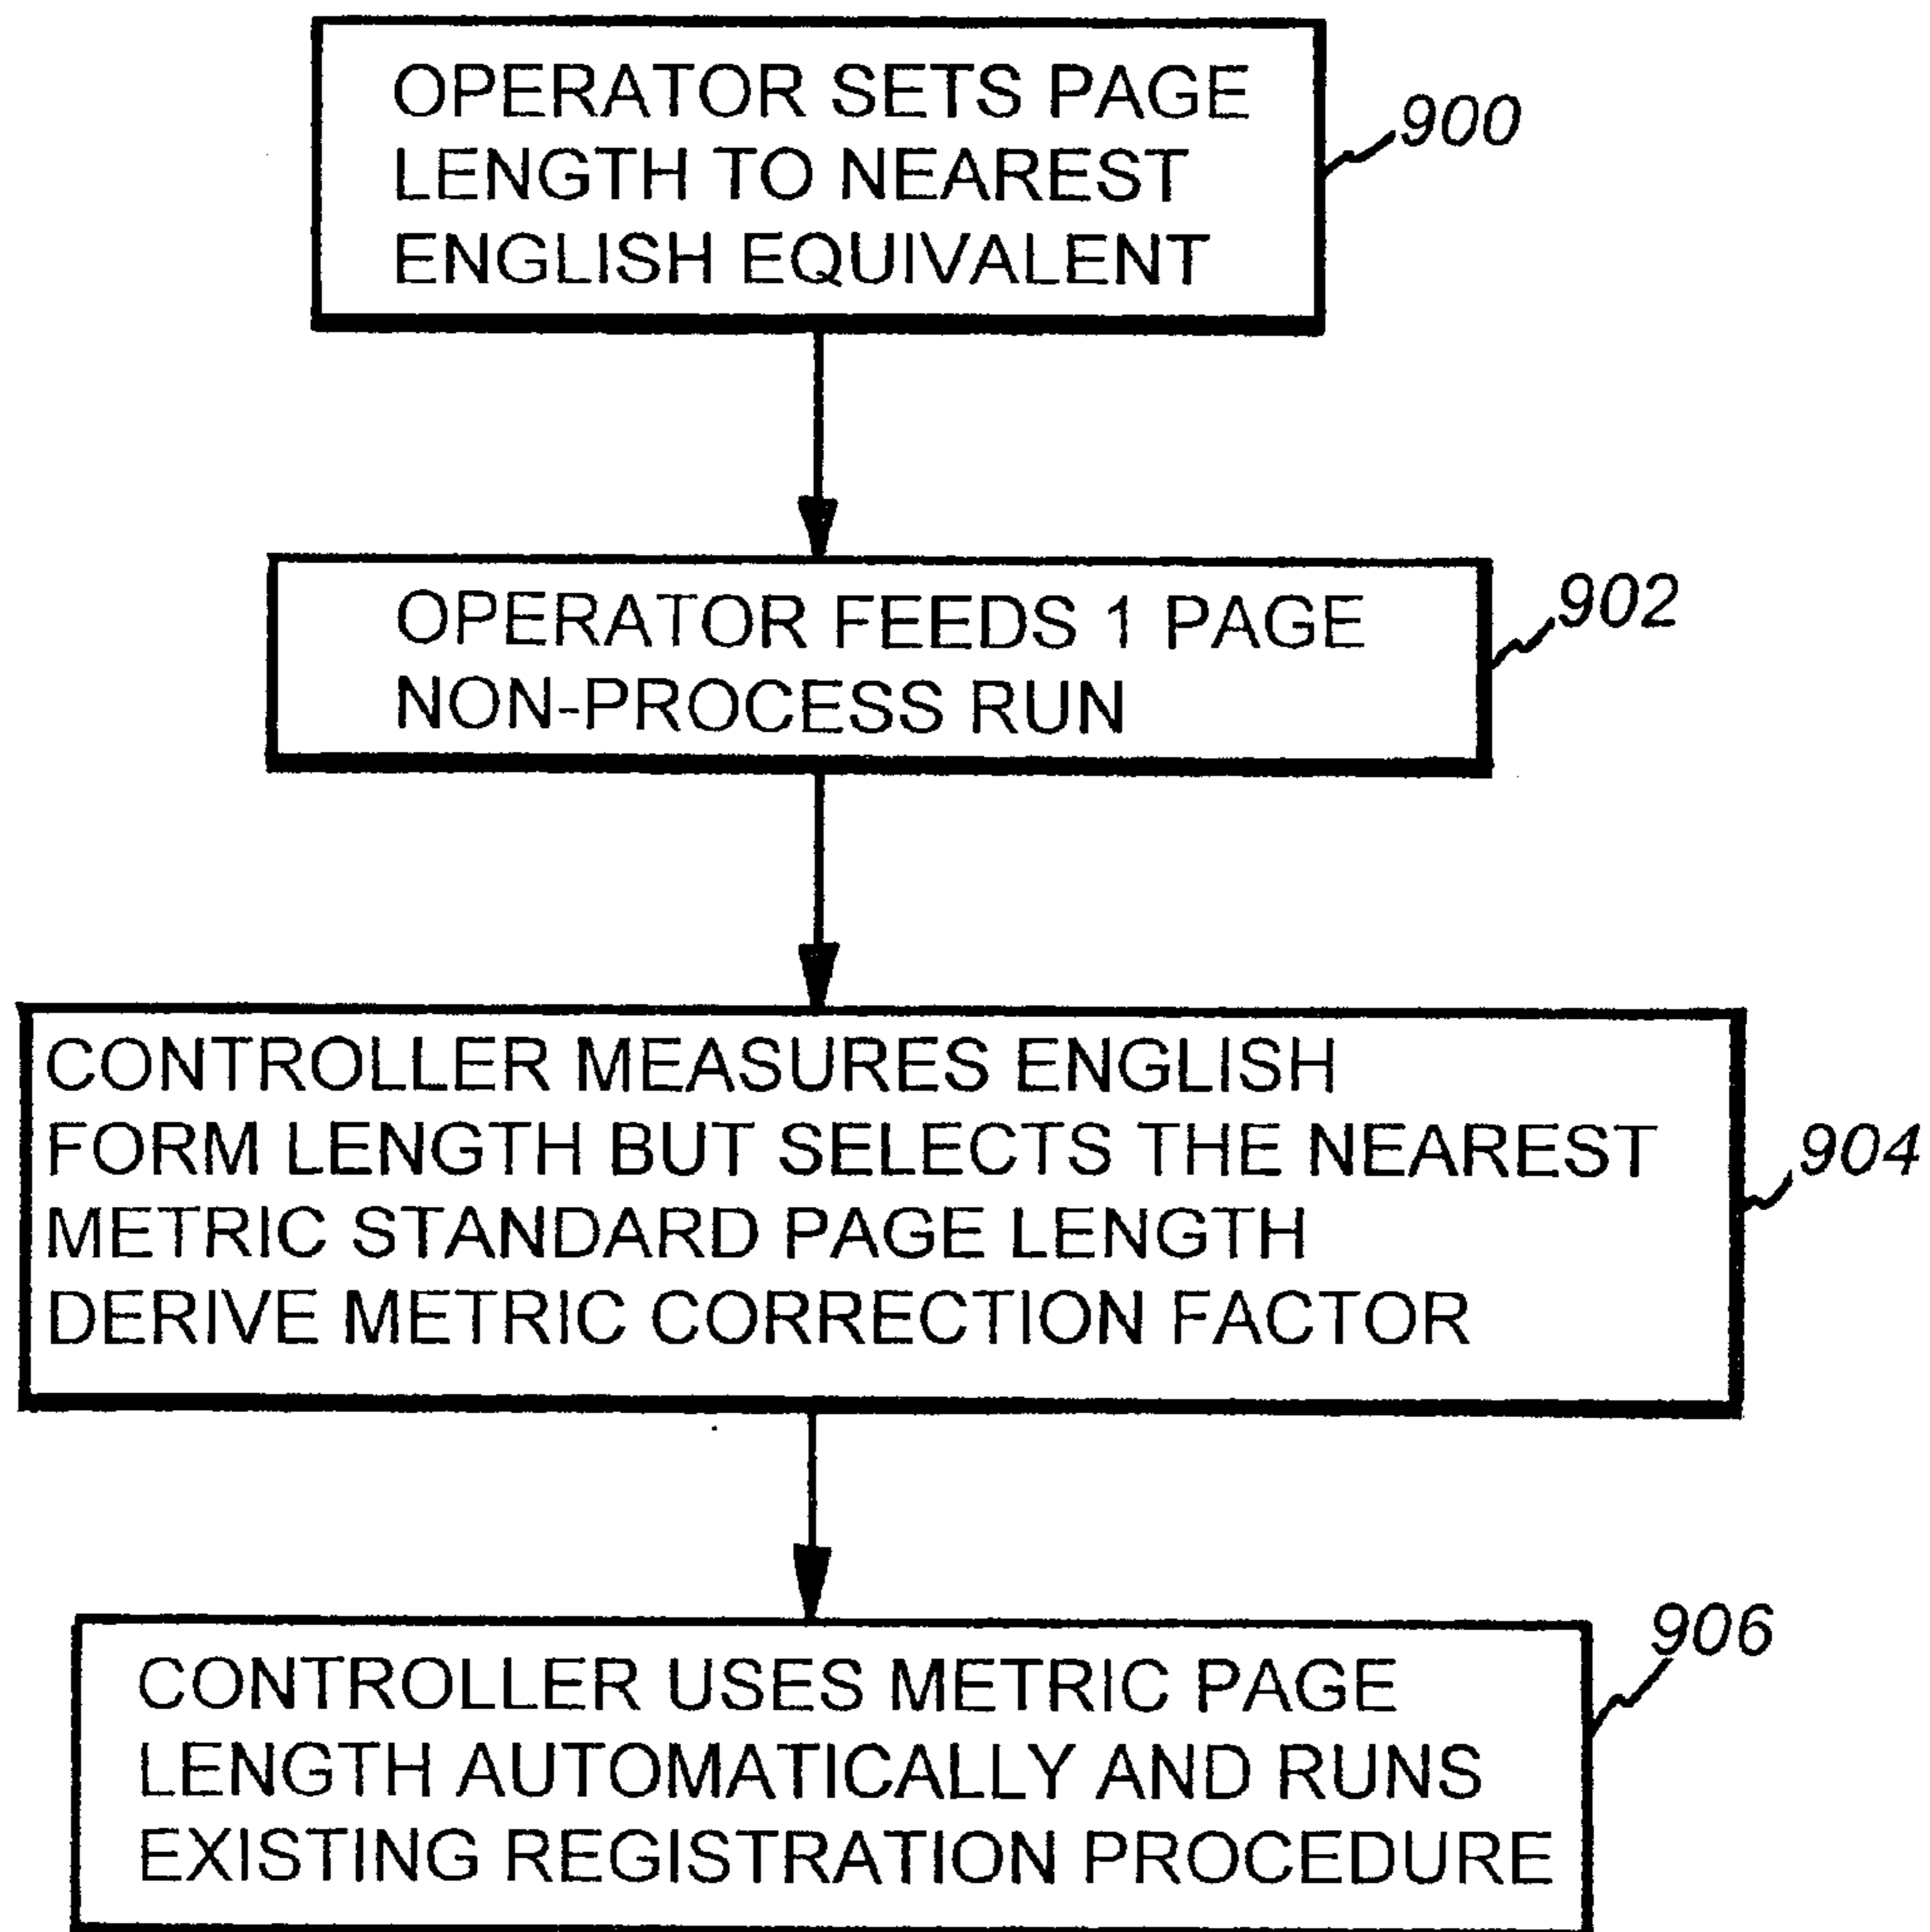 OPERATOR SETS PAGE
LENGTH TO NEAREST
ENGLISH EQUIVALENT
900
OPERATOR FEEDS 1 PAGE
NON-PROCESS RUN
902
CONTROLLER MEASURES ENGLISH
FORM LENGTH BUT SELECTS THE NEAREST
METRIC STANDARD PAGE LENGTH
DERIVE METRIC CORRECTION FACTOR
904
CONTROLLER USES METRIC PAGE
LENGTH AUTOMATICALLY AND RUNS
EXISTING REGISTRATION PROCEDURE
906